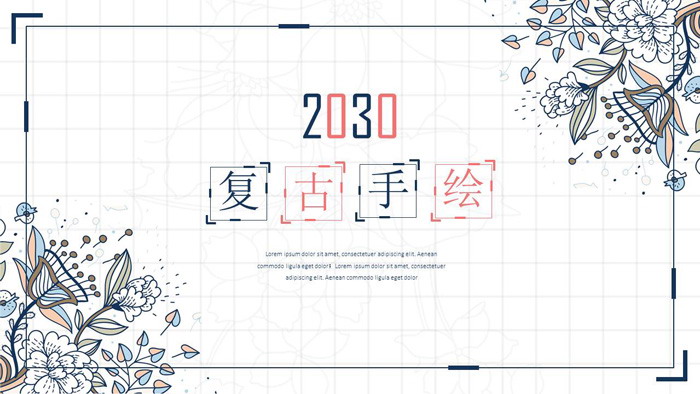 2030
复古手绘
Lorem ipsum dolor sit amet, consectetuer adipiscing elit. Aenean
commodo ligula eget dolor. Lorem ipsum dolor sit amet, consectetuer
adipiscing elit. Aenean commodo ligula eget dolor